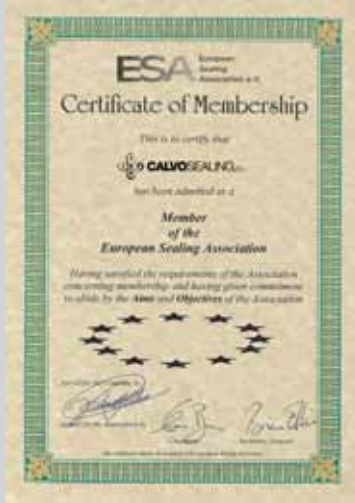 ESA
European
Sealing
Association e.V.
Certificate of Membership
This is to certify that
CALVOSEALING
has been admitted as a
Member
of the
European Sealing Association
Having satisfied the requirements of the Association
concerning membership and having given commitment
to abide by the Aims and Objectives of the Association